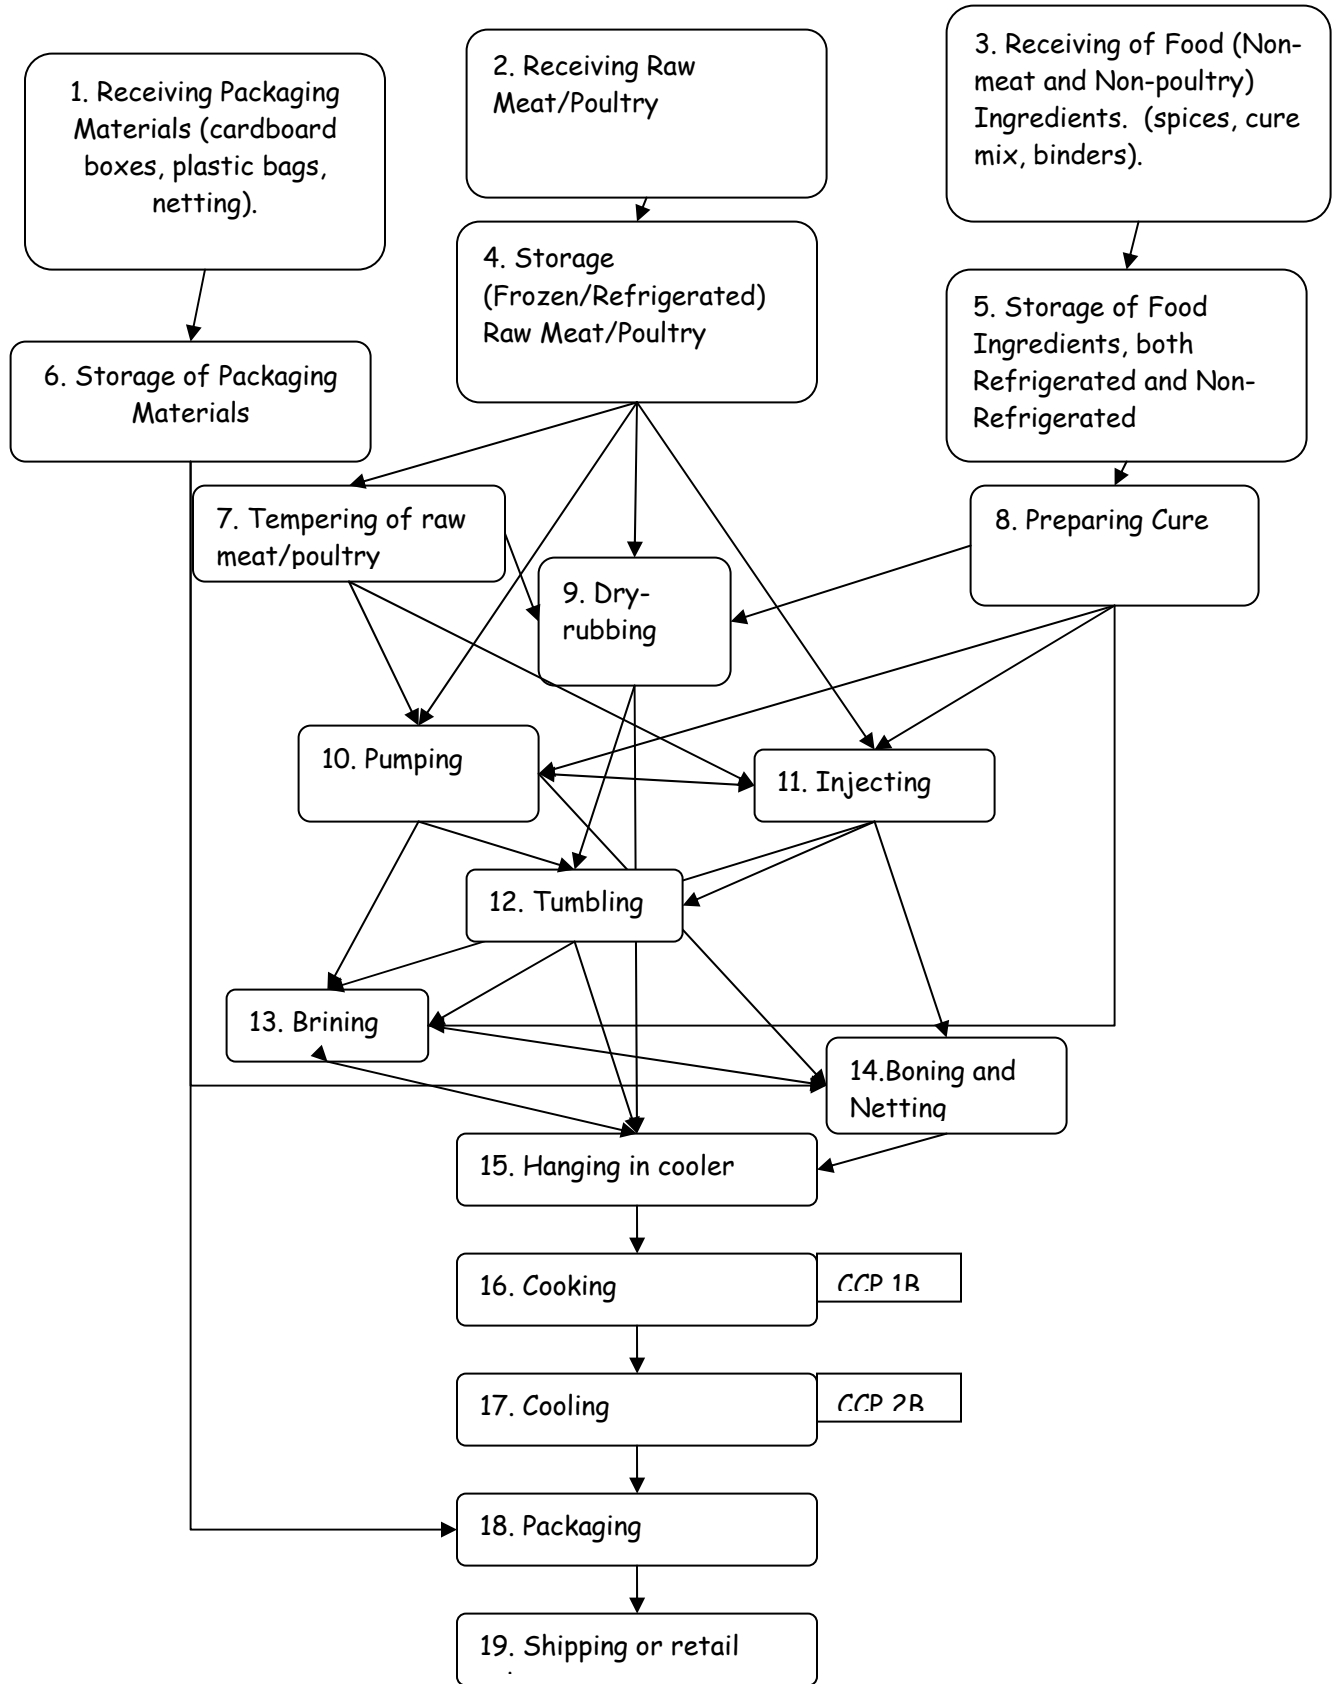 1. Receiving Packaging
Materials (cardboard
boxes, plastic bags,
netting).
2. Receiving Raw
Meat/Poultry
3. Receiving of Food (Non-
meat and Non-poultry)
Ingredients.  (spices, cure
mix, binders).
4. Storage
(Frozen/Refrigerated)
Raw Meat/Poultry
5. Storage of Food
Ingredients, both
Refrigerated and Non-
Refrigerated
6. Storage of Packaging
Materials
7. Tempering of raw
meat/poultry
8. Preparing Cure
9. Dry-
rubbing
10. Pumping
11. Injecting
12. Tumbling
13. Brining
14.Boning and
Netting
15. Hanging in cooler
16. Cooking
CCP 1B
17. Cooling
CCP 2B
18. Packaging
19. Shipping or retail